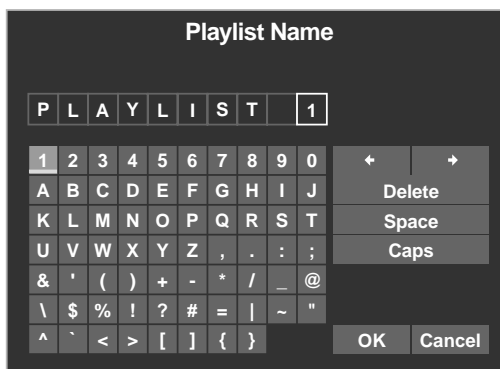 Playlist Name
P L A Y L I S T 1
1 2 3 4 5 6 7 8 9 0 ← →
A B C D E F G H I J Delete
K L M N O P Q R S T Space
U V W X Y Z , . : ; Caps
& ' ( ) + - * / _ @
\ $ % ! ? # = | ~ "
^ ` < > [ ] { } OK Cancel